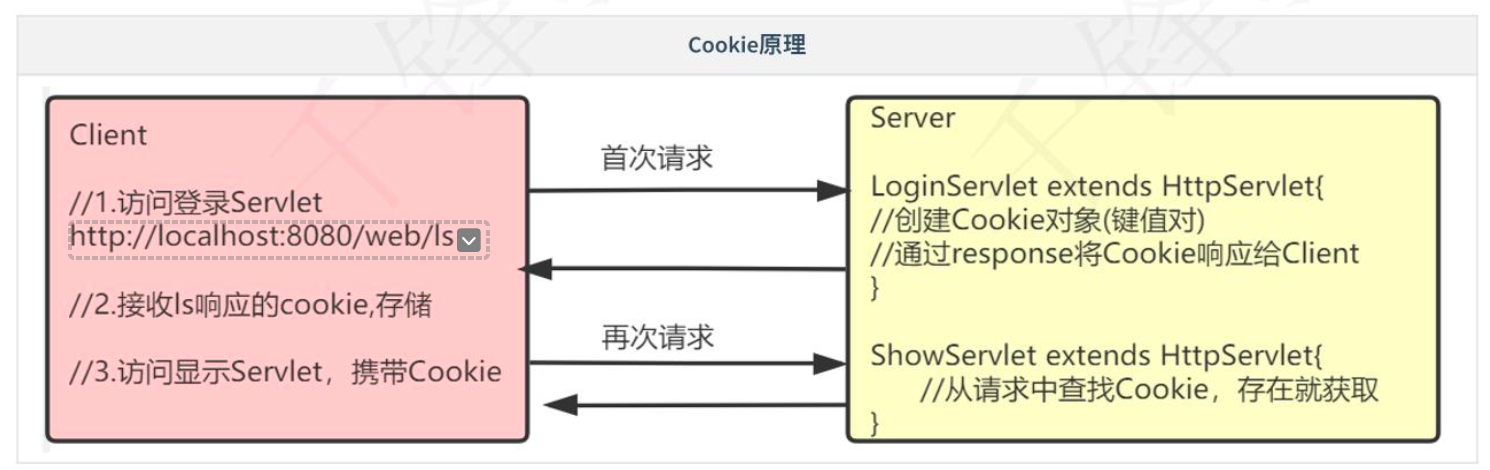 Cookie原理
Client
//1.访问登录Servlet
http://localhost:8080/web/ls
//2.接收ls响应的cookie,存储
//3.访问显示Servlet，携带Cookie
首次请求
再次请求
Server
LoginServlet extends HttpServlet{
//创建Cookie对象(键值对)
//通过response将Cookie响应给Client
}
ShowServlet extends HttpServlet{
//从请求中查找Cookie，存在就获取
}